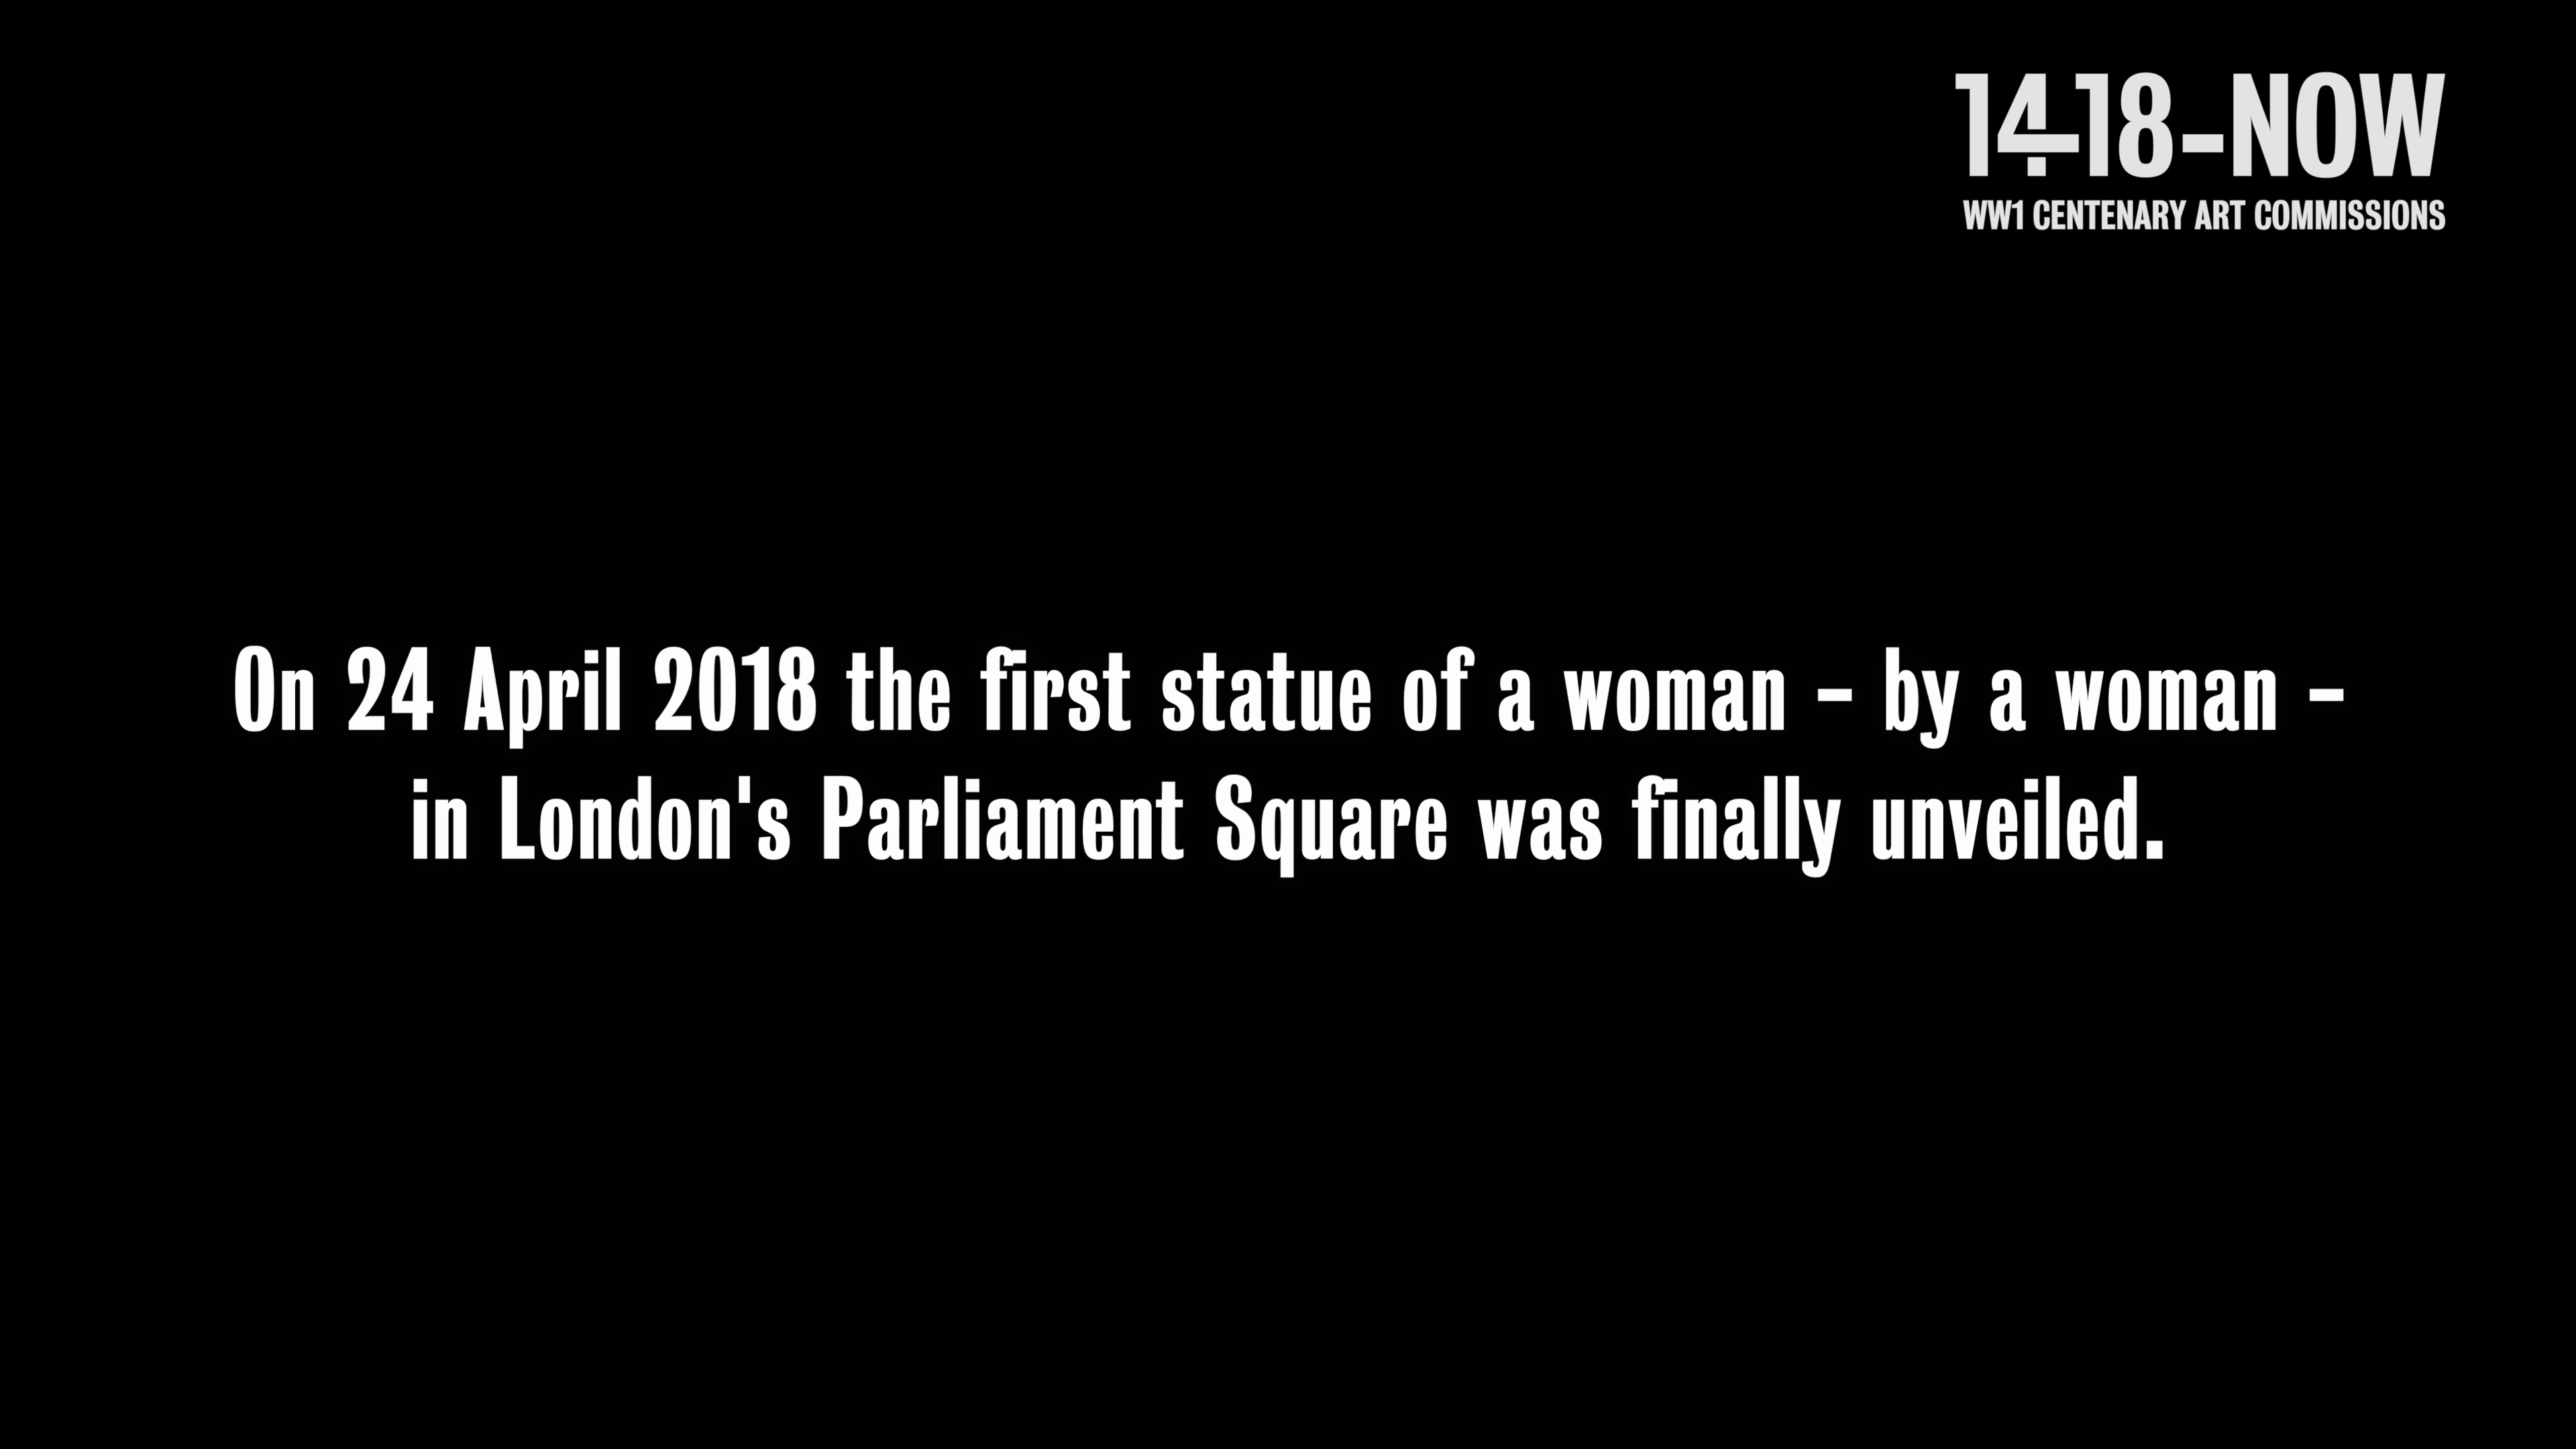 14-18-NOW
WW1 CENTENARY ART COMMISSIONS
On 24 April 2018 the first statue of a woman – by a woman –
in London's Parliament Square was finally unveiled.